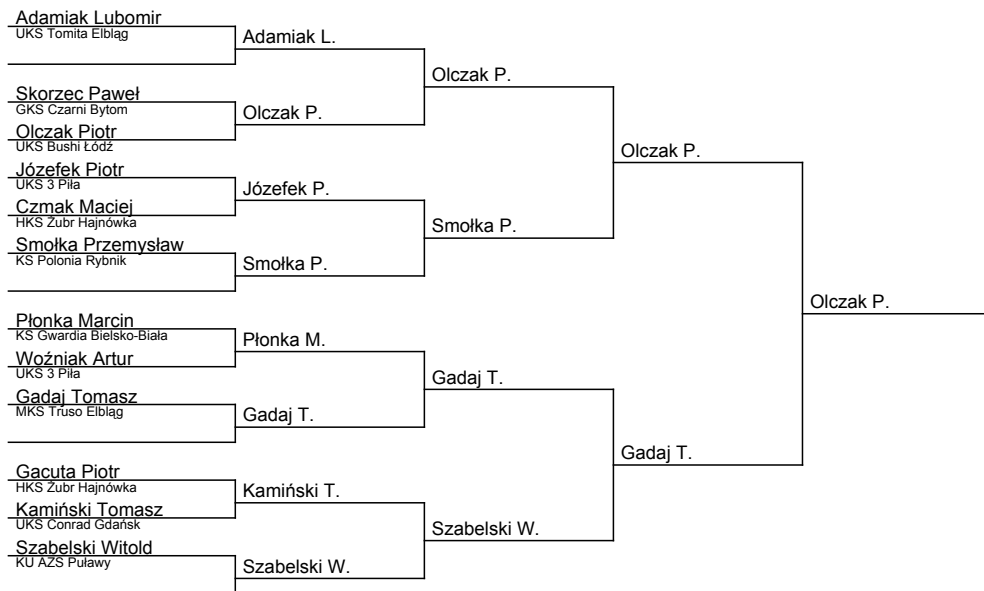 Adamiak Lubomir
UKS Tomita Elbląg
Adamiak L.
Olczak P.
Skorzec Paweł
GKS Czarni Bytom
Olczak P.
Olczak Piotr
UKS Bushi Łódź
Olczak P.
Józefek Piotr
UKS 3 Piła
Józefek P.
Czmak Maciej
HKS Żubr Hajnówka
Smołka P.
Smołka Przemysław
KS Polonia Rybnik
Smołka P.
Olczak P.
Płonka Marcin
KS Gwardia Bielsko-Biała
Płonka M.
Woźniak Artur
UKS 3 Piła
Gadaj T.
Gadaj Tomasz
MKS Truso Elbląg
Gadaj T.
Gadaj T.
Gacuta Piotr
HKS Żubr Hajnówka
Kamiński T.
Kamiński Tomasz
UKS Conrad Gdańsk
Szabelski W.
Szabelski Witold
KU AZS Puławy
Szabelski W.